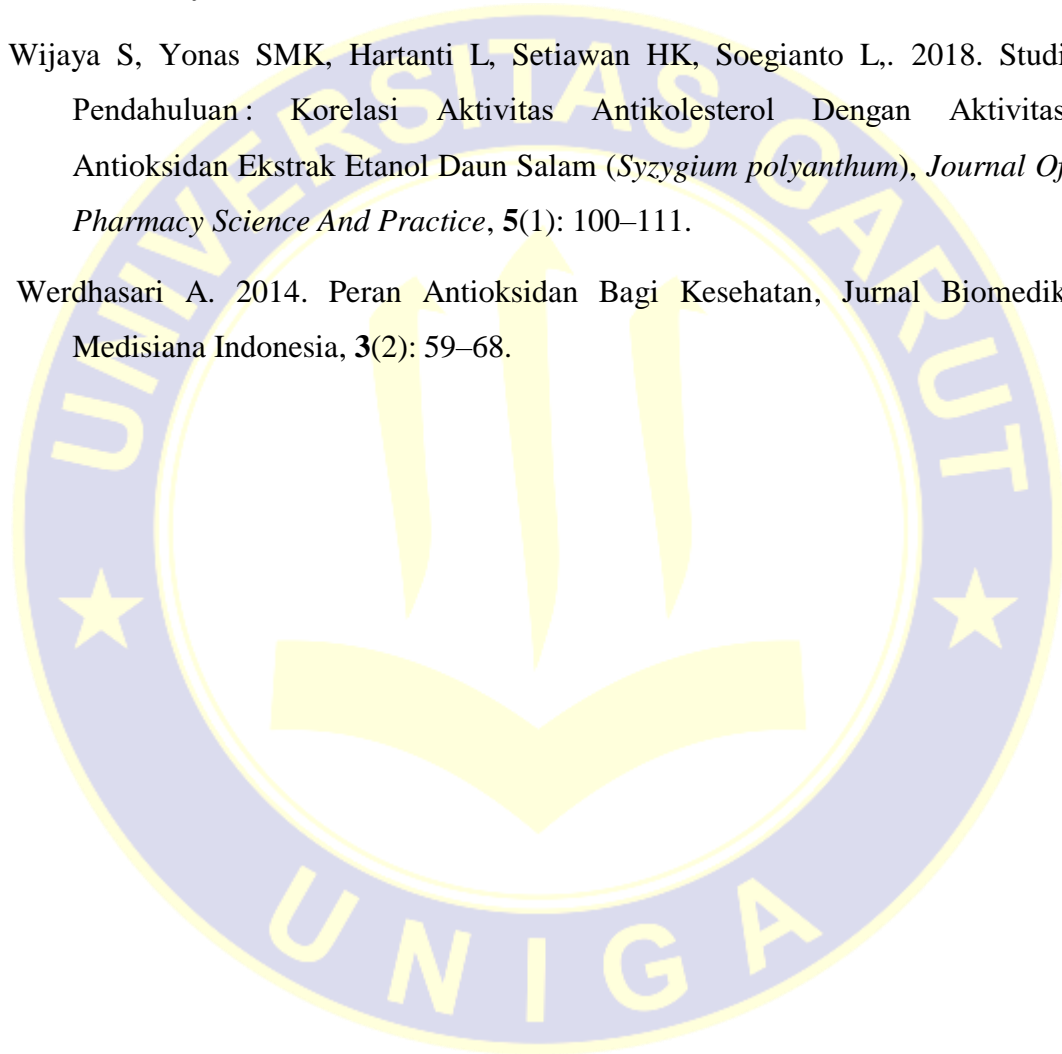 Wijaya S, Yonas SMK, Hartanti L, Setiawan HK, Soegianto L,. 2018. Studi
Pendahuluan : Korelasi Aktivitas Antikolesterol Dengan Aktivitas
Antioksidan Ekstrak Etanol Daun Salam (Syzygium polyanthum), Journal Of
Pharmacy Science And Practice, 5(1): 100–111.
Werdhasari A. 2014. Peran Antioksidan Bagi Kesehatan, Jurnal Biomedik
Medisiana Indonesia, 3(2): 59–68.
UNIVERSITAS GARUT
UNIGA